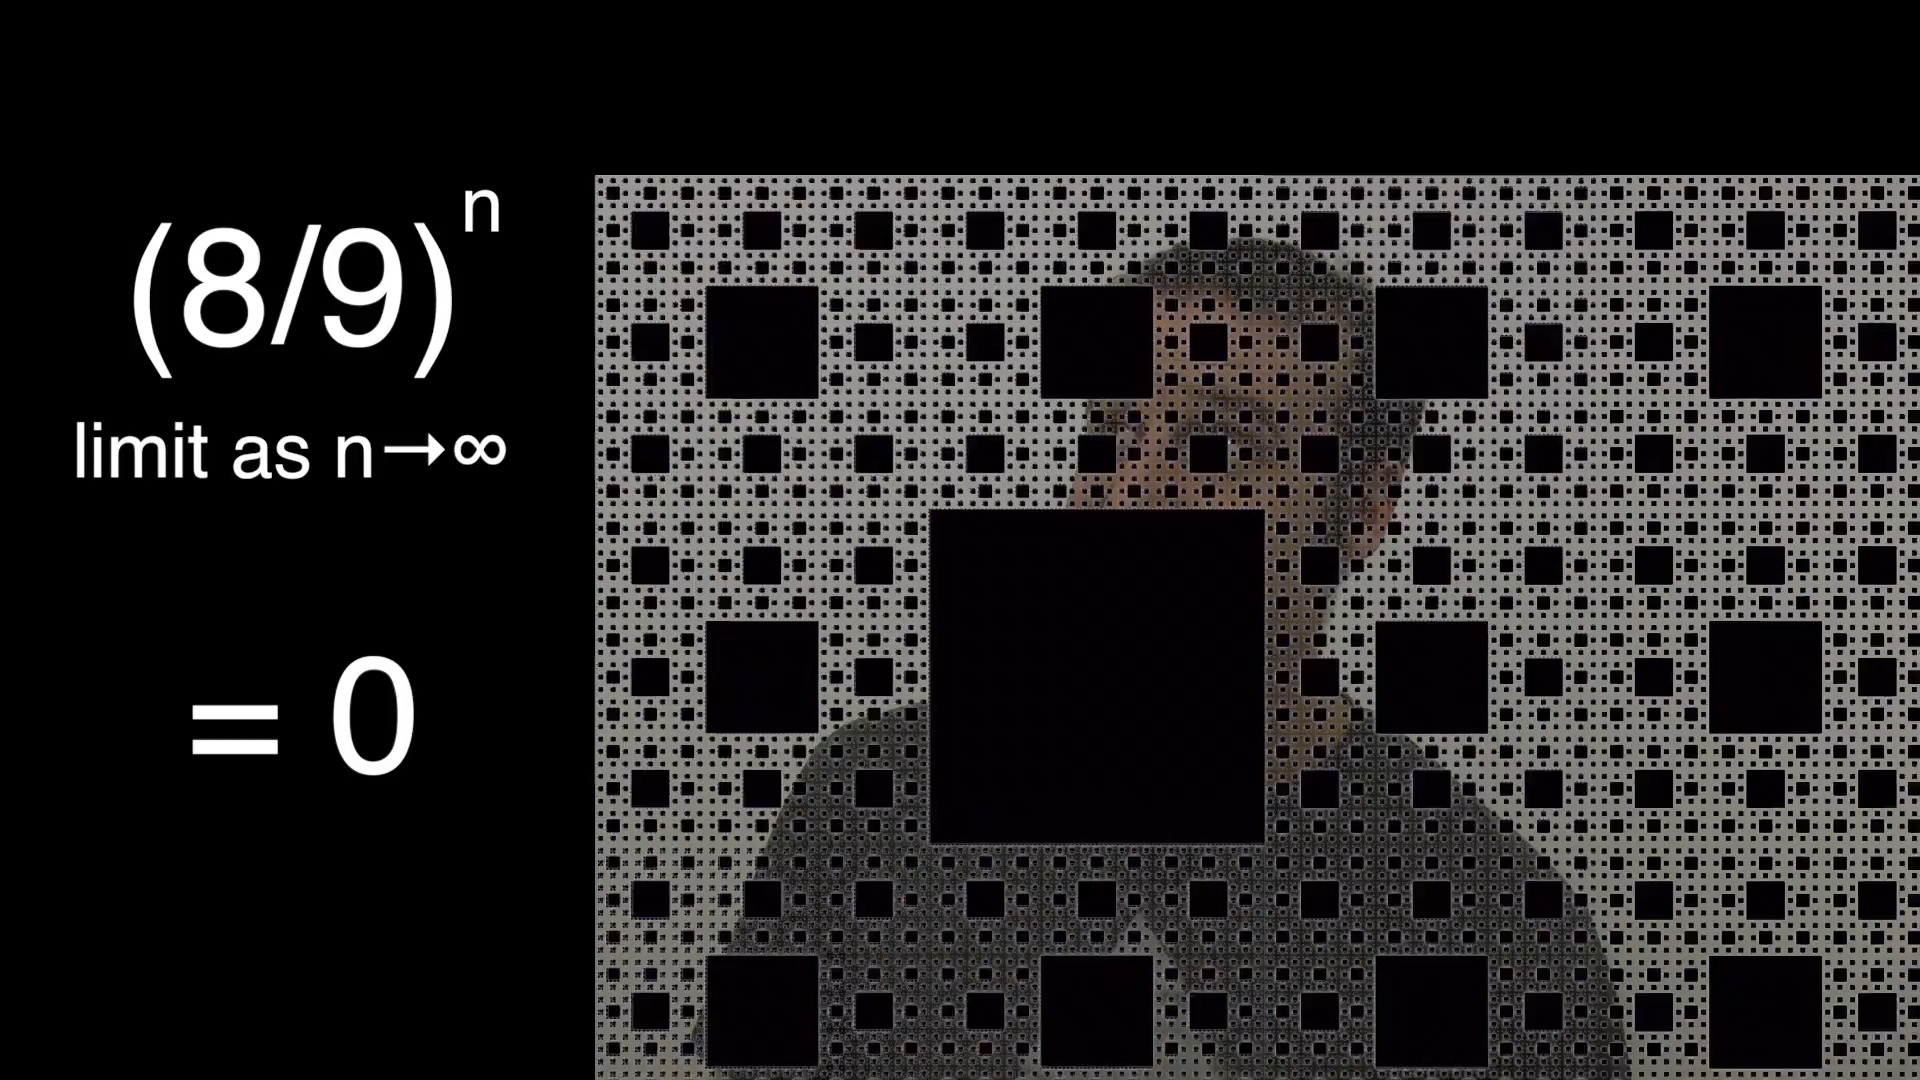 (8/9)ⁿ
limit as n→∞
= 0